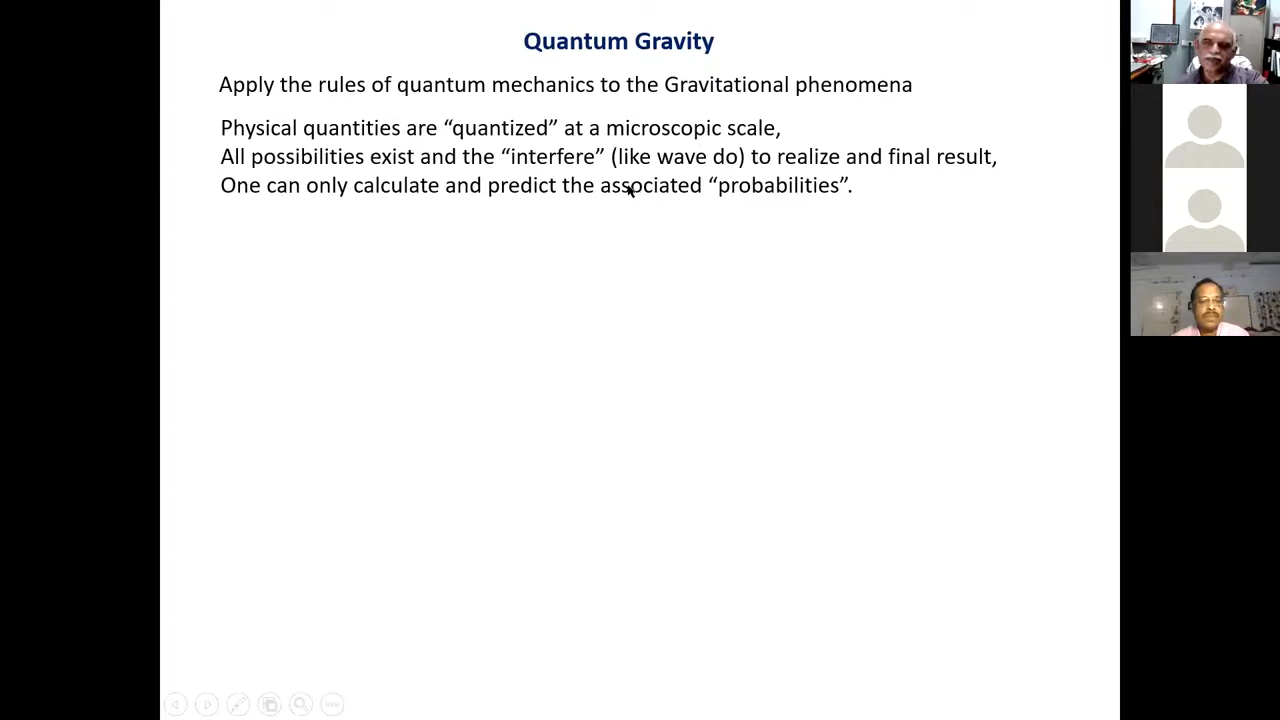 Quantum Gravity
Apply the rules of quantum mechanics to the Gravitational phenomena
Physical quantities are “quantized” at a microscopic scale,
All possibilities exist and the “interfere” (like wave do) to realize and final result,
One can only calculate and predict the associated “probabilities”.